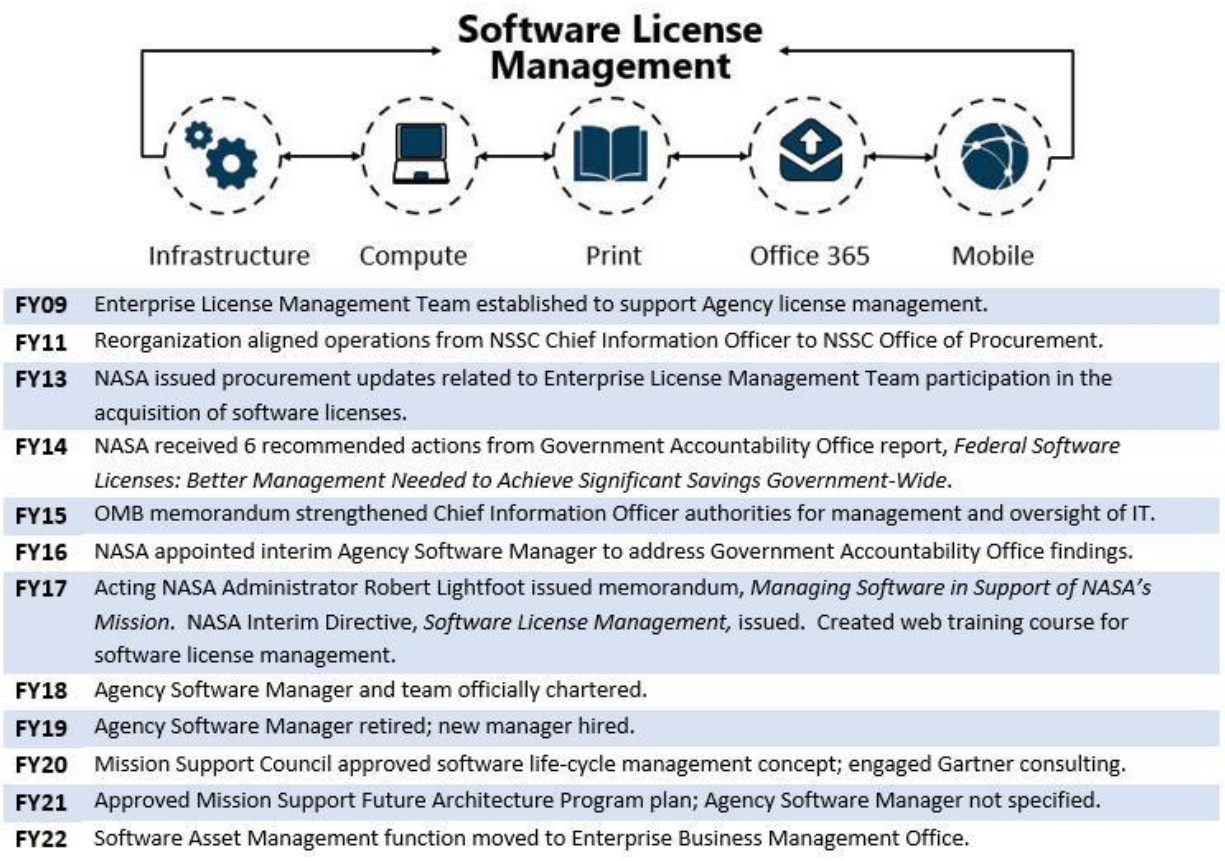 Software License
Management
Infrastructure Compute Print Office 365 Mobile
FY09 Enterprise License Management Team established to support Agency license management.
FY11 Reorganization aligned operations from NSSC Chief Information Officer to NSSC Office of Procurement.
FY13 NASA issued procurement updates related to Enterprise License Management Team participation in the
acquisition of software licenses.
FY14 NASA received 6 recommended actions from Government Accountability Office report, Federal Software
Licenses: Better Management Needed to Achieve Significant Savings Government-Wide.
FY15 OMB memorandum strengthened Chief Information Officer authorities for management and oversight of IT.
FY16 NASA appointed interim Agency Software Manager to address Government Accountability Office findings.
FY17 Acting NASA Administrator Robert Lightfoot issued memorandum, Managing Software in Support of NASA’s
Mission. NASA Interim Directive, Software License Management, issued. Created web training course for
software license management.
FY18 Agency Software Manager and team officially chartered.
FY19 Agency Software Manager retired; new manager hired.
FY20 Mission Support Council approved software life-cycle management concept; engaged Gartner consulting.
FY21 Approved Mission Support Future Architecture Program plan; Agency Software Manager not specified.
FY22 Software Asset Management function moved to Enterprise Business Management Office.